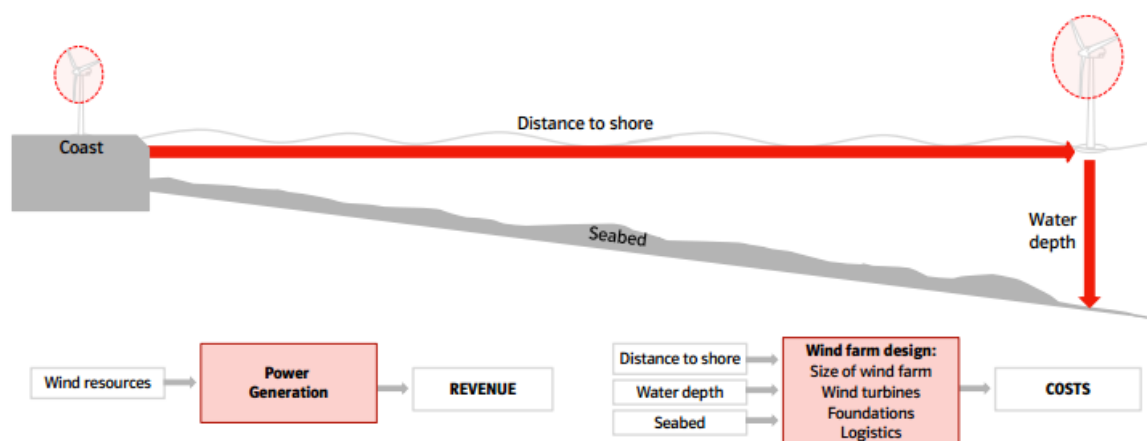 Distance to shore
Coast
Seabed
Water
depth
Wind resources
Power
Generation
REVENUE
Distance to shore
Water depth
Seabed
Wind farm design:
Size of wind farm
Wind turbines
Foundations
Logistics
COSTS